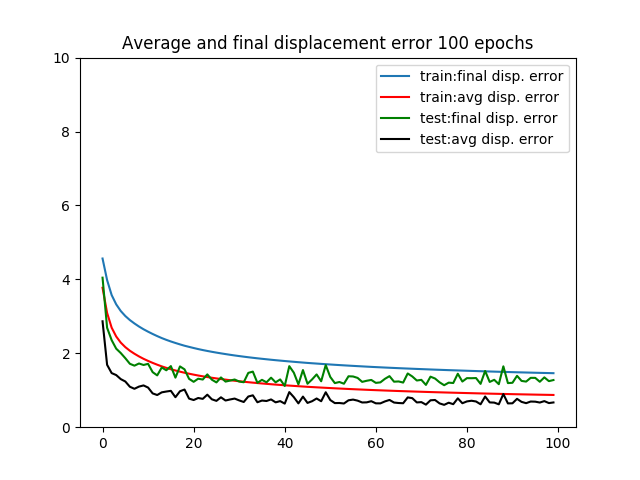 Average and final displacement error 100 epochs
train:final disp. error
train:avg disp. error
test:final disp. error
test:avg disp. error
10
8
6
4
2
0
0 20 40 60 80 100